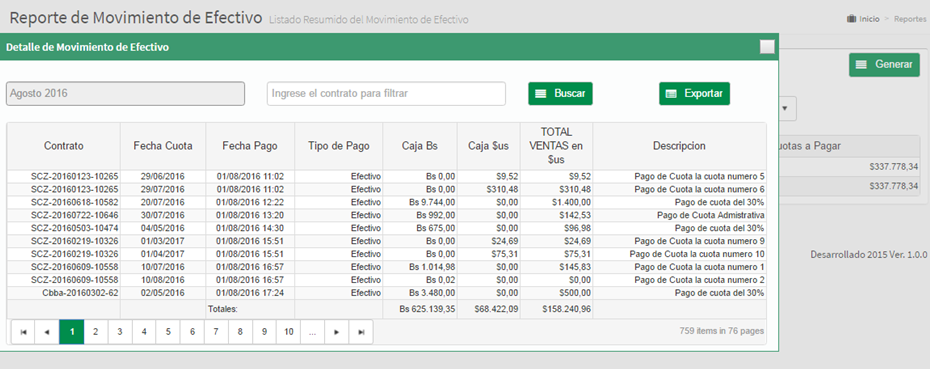 Reporte de Movimiento de Efectivo Listado Resumido del Movimiento de Efectivo
Inicio > Reportes
Detalle de Movimiento de Efectivo
Generar
Agosto 2016 Ingrese el contrato para filtrar Buscar Exportar
Contrato Fecha Cuota Fecha Pago Tipo de Pago Caja Bs Caja $us TOTAL VENTAS en $us Descripcion
SCZ-20160123-10265 29/06/2016 01/08/2016 11:02 Efectivo Bs 0,00 $9,52 $9,52 Pago de Cuota la cuota numero 5
SCZ-20160123-10265 29/07/2016 01/08/2016 11:02 Efectivo Bs 0,00 $310,48 $310,48 Pago de Cuota la cuota numero 6
SCZ-20160618-10582 20/07/2016 01/08/2016 12:22 Efectivo Bs 9.744,00 $0,00 $1.400,00 Pago de cuota del 30%
SCZ-20160722-10646 30/07/2016 01/08/2016 13:20 Efectivo Bs 992,00 $0,00 $142,53 Pago de Cuota Admistrativa
SCZ-20160503-10474 04/05/2016 01/08/2016 14:30 Efectivo Bs 675,00 $0,00 $96,98 Pago de cuota del 30%
SCZ-20160219-10326 01/03/2017 01/08/2016 15:51 Efectivo Bs 0,00 $24,69 $24,69 Pago de Cuota la cuota numero 9
SCZ-20160219-10326 01/04/2017 01/08/2016 15:51 Efectivo Bs 0,00 $75,31 $75,31 Pago de Cuota la cuota numero 10
SCZ-20160609-10558 10/07/2016 01/08/2016 16:57 Efectivo Bs 1.014,98 $0,00 $145,83 Pago de Cuota la cuota numero 1
SCZ-20160609-10558 10/08/2016 01/08/2016 16:57 Efectivo Bs 0,02 $0,00 $0,00 Pago de Cuota la cuota numero 2
Cbba-20160302-62 02/05/2016 01/08/2016 17:24 Efectivo Bs 3.480,00 $0,00 $500,00 Pago de cuota del 30%
Totales: Bs 625.139,35 $68.422,09 $158.240,96
1 2 3 4 5 6 7 8 9 10 ... 759 items in 76 pages
uotas a Pagar
$337.778,34
$337.778,34
Desarrollado 2015 Ver. 1.0.0